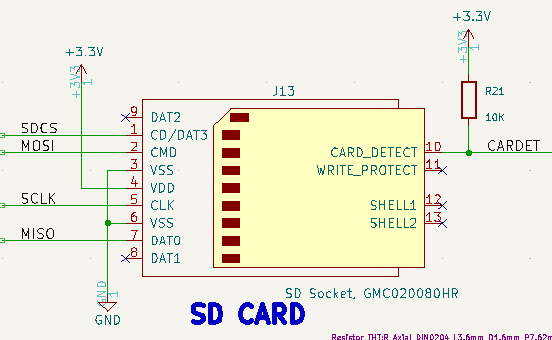 +3.3V
+3V3
1
+3.3V
+3V3
1
J13
R21
10K
9 DAT2
SDCS 1 CD/DAT3
MOSI 2 CMD
3 VSS
4 VDD
SCLK 5 CLK
6 VSS
MISO 7 DAT0
8 DAT1
CARD_DETECT 10 CARDET
WRITE_PROTECT 11
SHELL1 12
SHELL2 13
GND
1
GND
SD Socket, GMC020080HR
SD CARD
Resistor THT:R Axial DIN0204 L3.6mm D1.6mm P7.62m